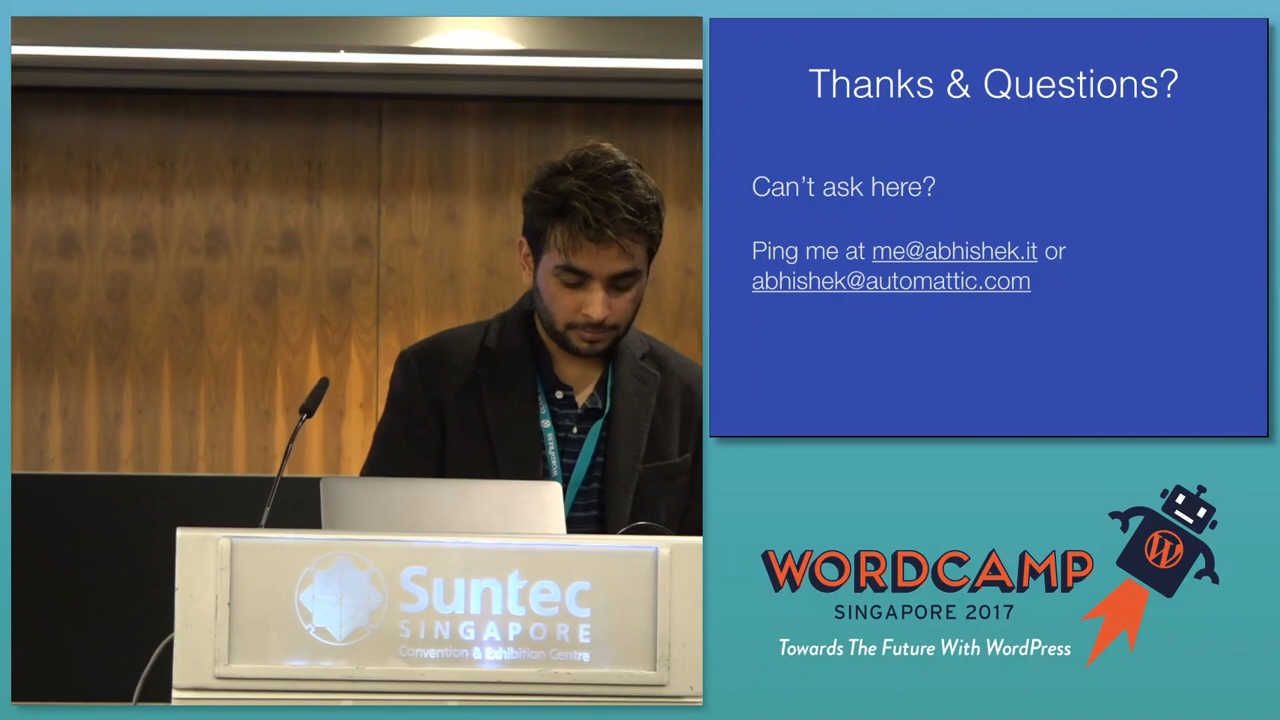 Thanks & Questions?
Can't ask here?
Ping me at me@abhishek.it or
abhishek@automattic.com
WORDPRESS
Suntec
SINGAPORE
Convention & Exhibition Centre
WORDCAMP
SINGAPORE 2017
Towards The Future With WordPress